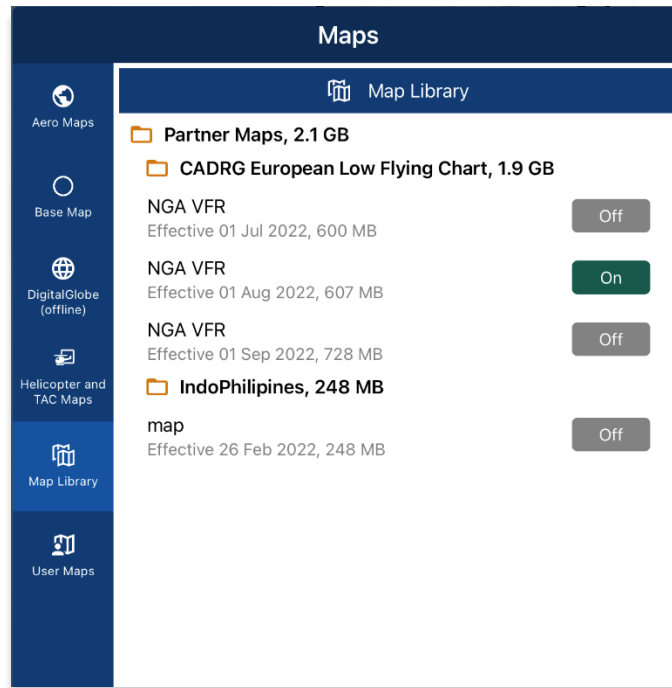 Maps
Aero Maps
Base Map
DigitalGlobe
(offline)
Helicopter and
TAC Maps
Map Library
User Maps
Map Library
Partner Maps, 2.1 GB
CADRG European Low Flying Chart, 1.9 GB
NGA VFR
Effective 01 Jul 2022, 600 MB
Off
NGA VFR
Effective 01 Aug 2022, 607 MB
On
NGA VFR
Effective 01 Sep 2022, 728 MB
Off
IndoPhilipines, 248 MB
map
Effective 26 Feb 2022, 248 MB
Off